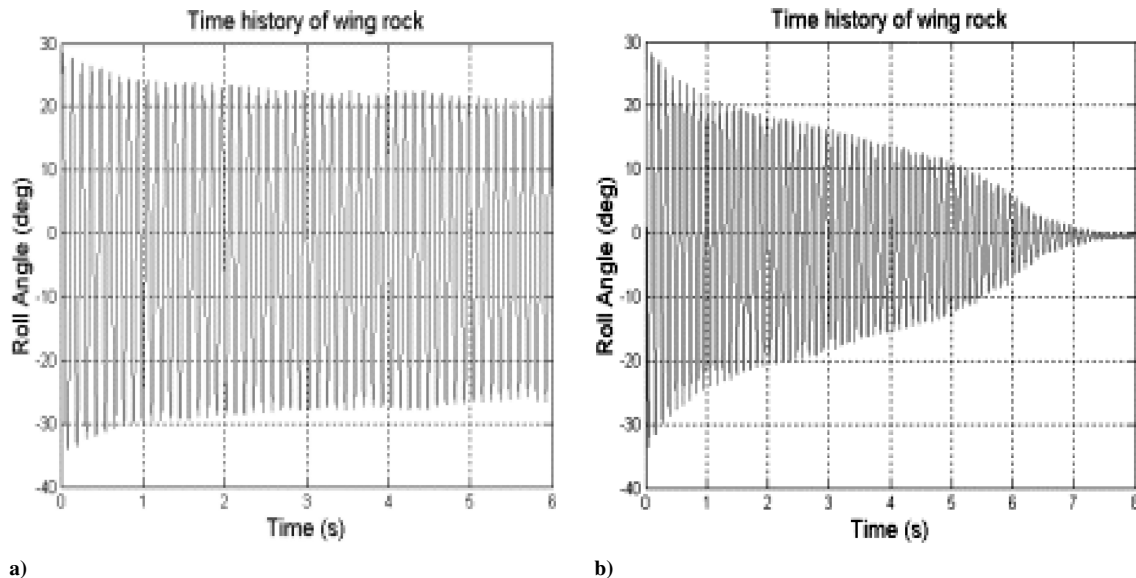 Time history of wing rock
30
20
10
0
-10
-20
-30
-40
Roll Angle (deg)
0 1 2 3 4 5 6
Time (s)
a)
Time history of wing rock
30
20
10
0
-10
-20
-30
-40
Roll Angle (deg)
0 1 2 3 4 5 6 7 8
Time (s)
b)